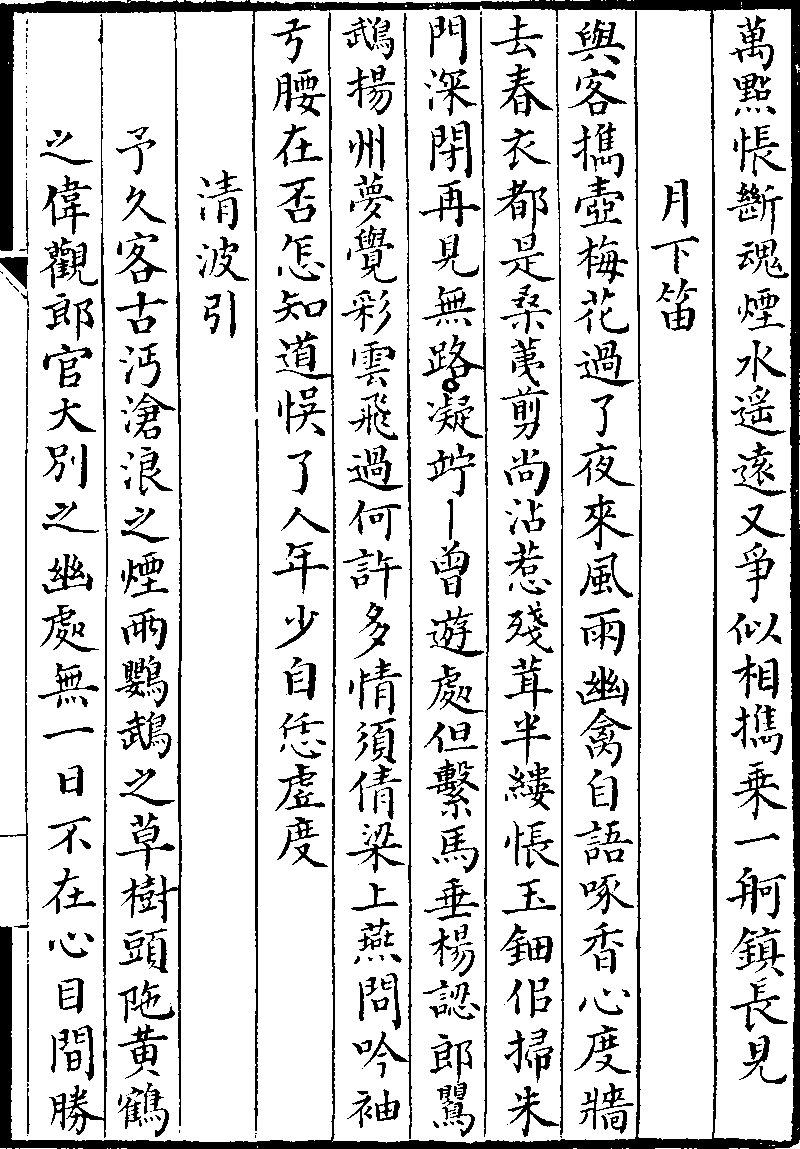 萬點悵斷魂煙水遥遠又爭似相擕乗一舸鎮長見
月下笛
與客擕壺梅花過了夜來風雨幽禽自語啄香心度牆
去春衣都是柔荑剪尚沾惹殘茸半縷悵玉鈿佀掃朱
門深閉再見無路凝竚丨曾遊處但繫馬垂楊認郎鸎
鵡揚州夢覺彩雲飛過何許多情須倩梁上燕問吟袖
弓腰在否怎知道悞了人年少自恁虛度
清波引
予久客古沔滄浪之煙雨鸚鵡之草樹頭陁黄鶴
之偉觀郎官大別之幽處無一日不在心目間勝